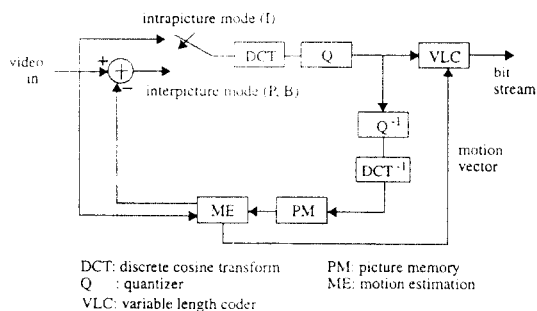 intrapicture mode (I)
video
in
+
+
−
interpicture mode (P, B)
DCT
Q
VLC
bit
stream
Q-1
DCT-1
motion
vector
ME
PM
DCT: discrete cosine transform
Q : quantizer
VLC: variable length coder
PM: picture memory
ME: motion estimation